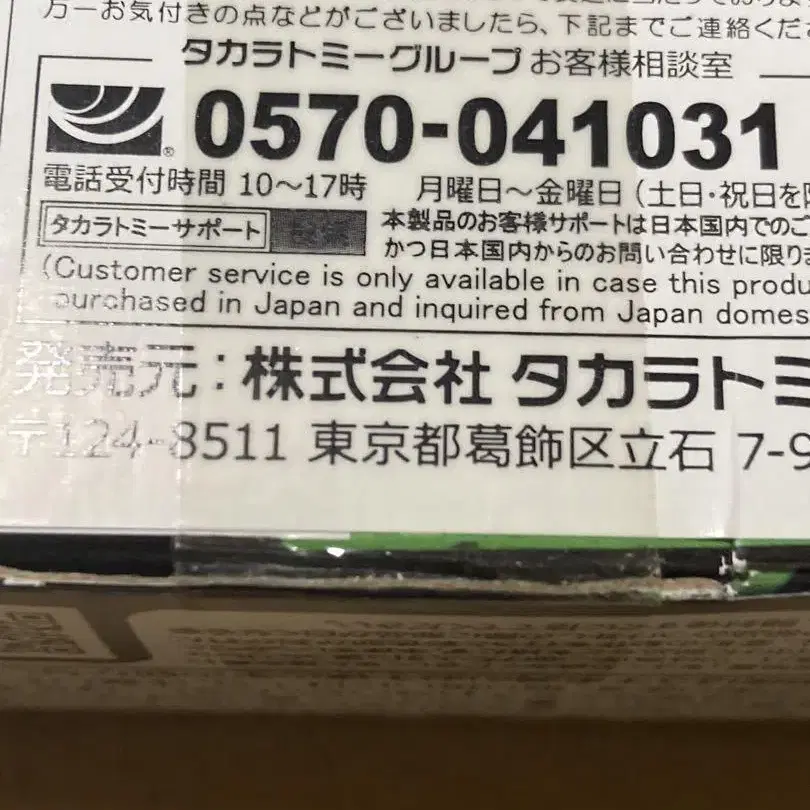 万一お気付きの点などがございましたら、下記までご連絡くださ
タカラトミーグループ お客様相談室
0570-041031
電話受付時間 10～17時 月曜日～金曜日(土日・祝日を除
タカラトミーサポート 検索
本製品のお客様サポートは日本国内でのご
かつ日本国内からのお問い合わせに限りま
(Customer service is only available in case this produ
purchased in Japan and inquired from Japan domes
発売元:株式会社 タカラトミ
〒124-8511 東京都葛飾区立石 7-9